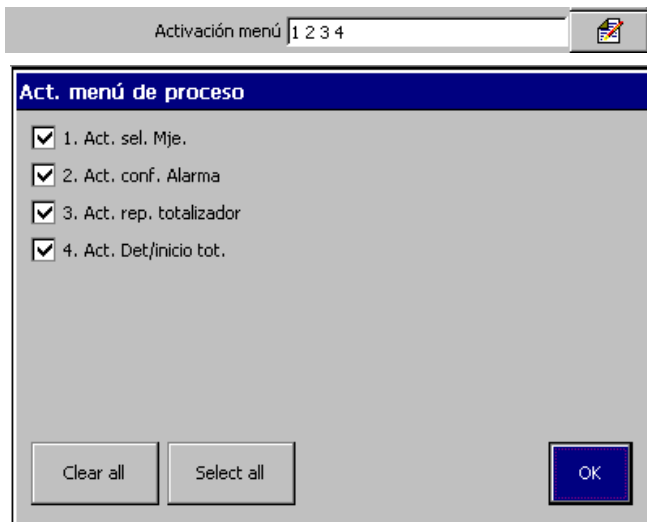 Activación menú 1 2 3 4
Act. menú de proceso
1. Act. sel. Mje.
2. Act. conf. Alarma
3. Act. rep. totalizador
4. Act. Det/inicio tot.
Clear all Select all OK